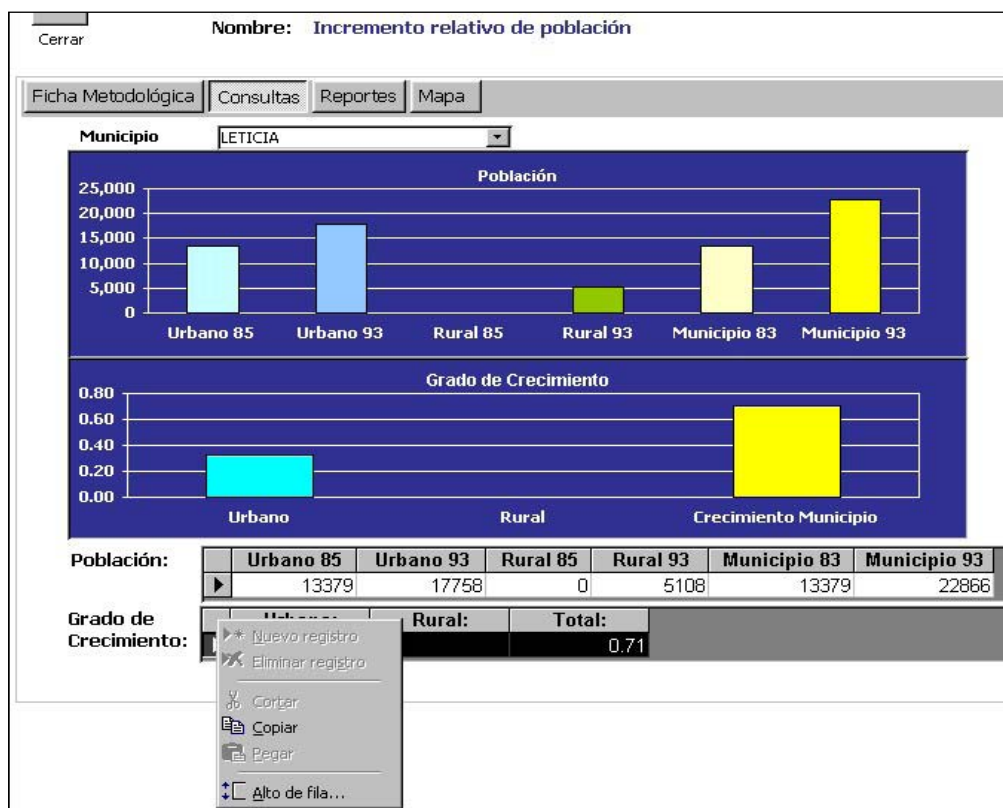 Cerrar
Nombre: Incremento relativo de población
Ficha Metodológica Consultas Reportes Mapa
Municipio LETICIA
Población
25,000
20,000
15,000
10,000
5,000
0
Urbano 85 Urbano 93 Rural 85 Rural 93 Municipio 83 Municipio 93
Grado de Crecimiento
0.80
0.60
0.40
0.20
0.00
Urbano Rural Crecimiento Municipio
Población: Urbano 85 Urbano 93 Rural 85 Rural 93 Municipio 83 Municipio 93
13379 17758 0 5108 13379 22866
Grado de Crecimiento: Urbano: Rural: Total:
0.71
Nuevo registro
Eliminar registro
Cortar
Copiar
Pegar
Alto de fila...